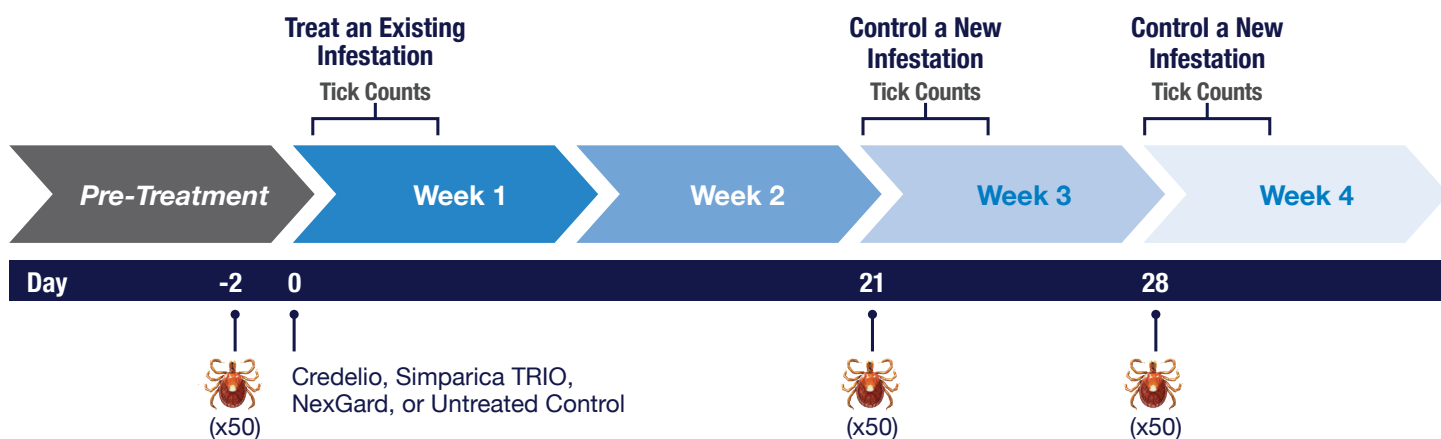 Treat an Existing
Infestation
Tick Counts
Control a New
Infestation
Tick Counts
Control a New
Infestation
Tick Counts
Pre-Treatment
Week 1
Week 2
Week 3
Week 4
Day
-2
0
21
28
(x50)
Credelio, Simparica TRIO,
NexGard, or Untreated Control
(x50)
(x50)